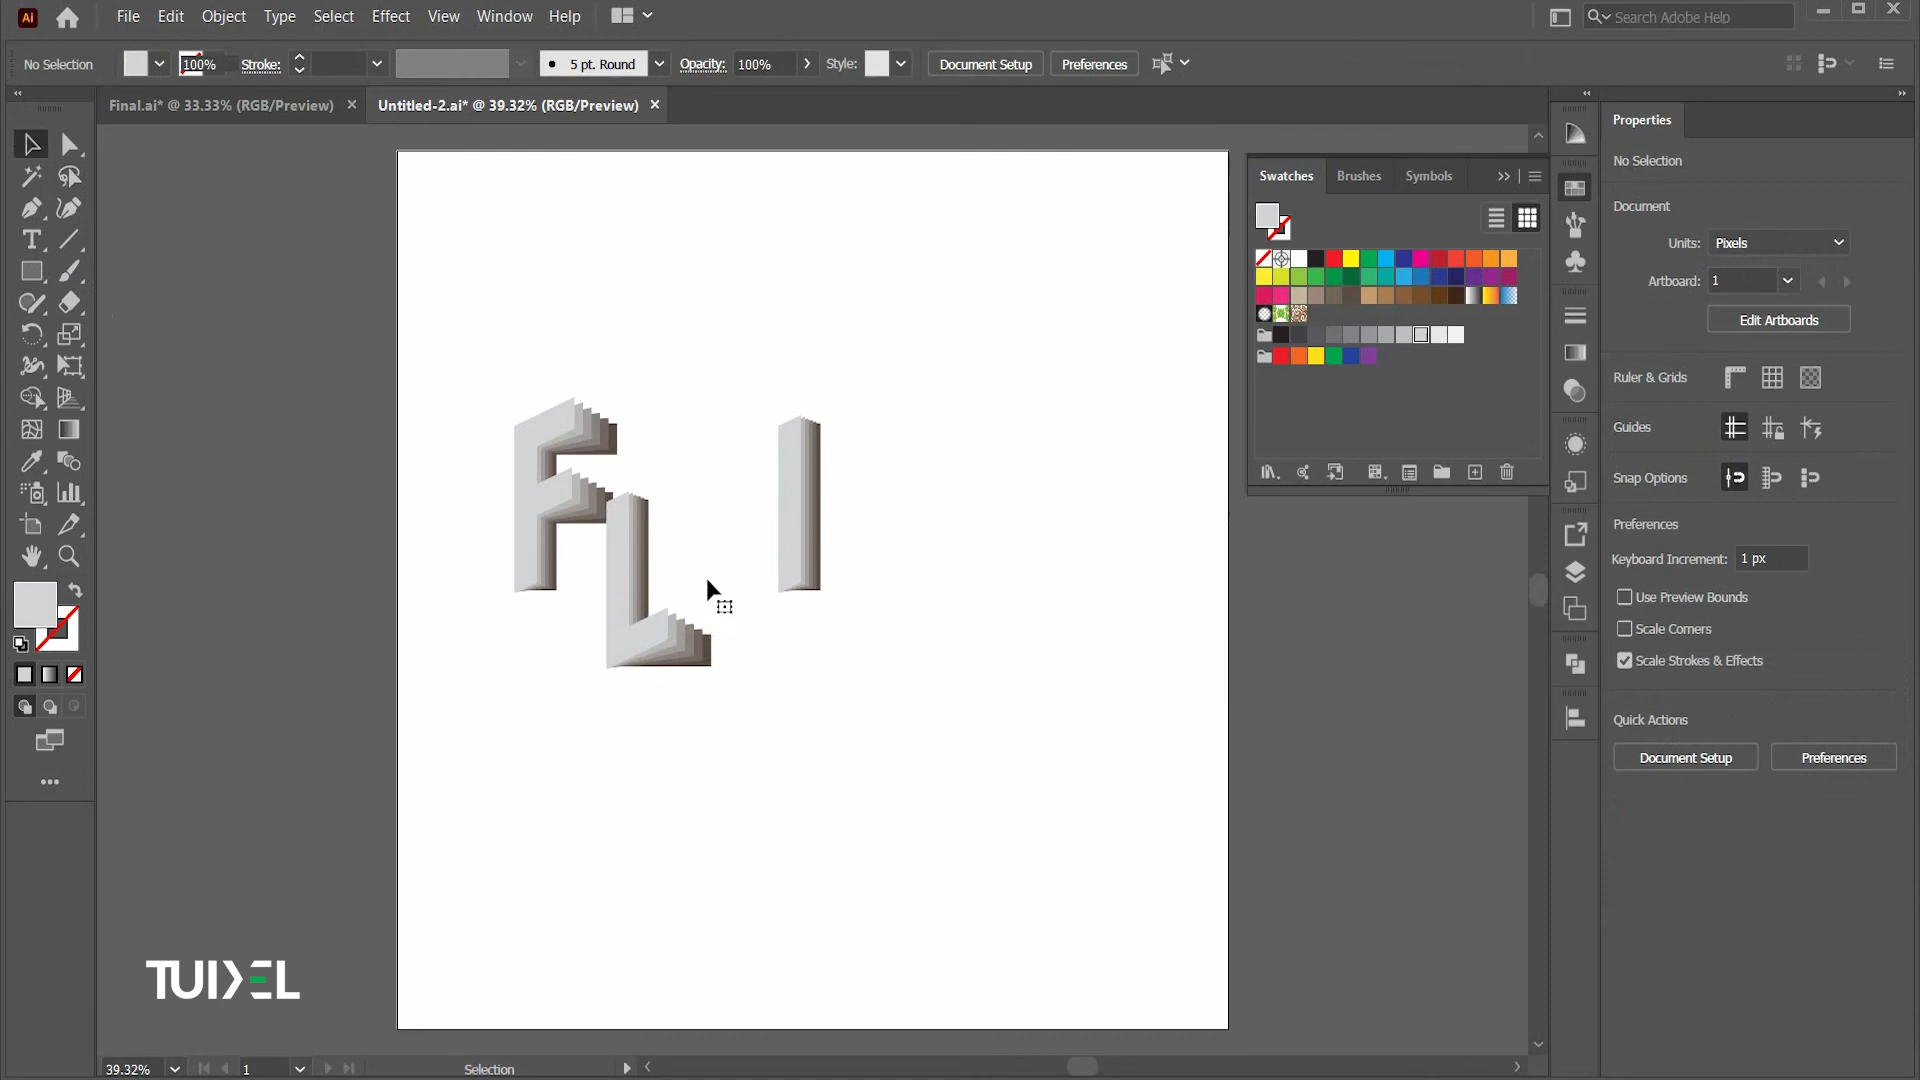 Ai File Edit Object Type Select Effect View Window Help Search Adobe Help
No Selection 100% Stroke: 5 pt. Round Opacity: 100% Style: Document Setup Preferences
Final.ai* @ 33.33% (RGB/Preview) Untitled-2.ai* @ 39.32% (RGB/Preview)
Properties
No Selection
Document
Units: Pixels
Artboard: 1
Edit Artboards
Ruler & Grids
Guides
Snap Options
Preferences
Keyboard Increment: 1 px
Use Preview Bounds
Scale Corners
Scale Strokes & Effects
Quick Actions
Document Setup Preferences
Swatches Brushes Symbols
F L I
TUIDEL
39.32% 1 Selection